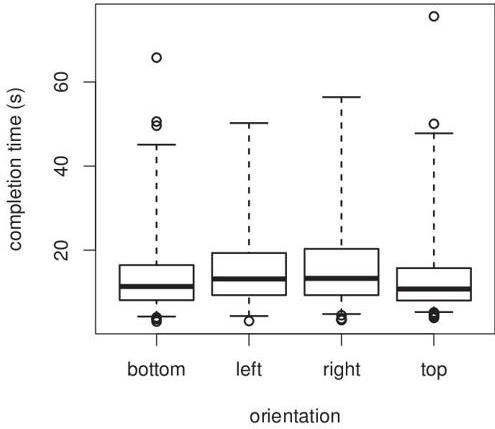 completion time (s)
60
40
20
bottom left right top
orientation